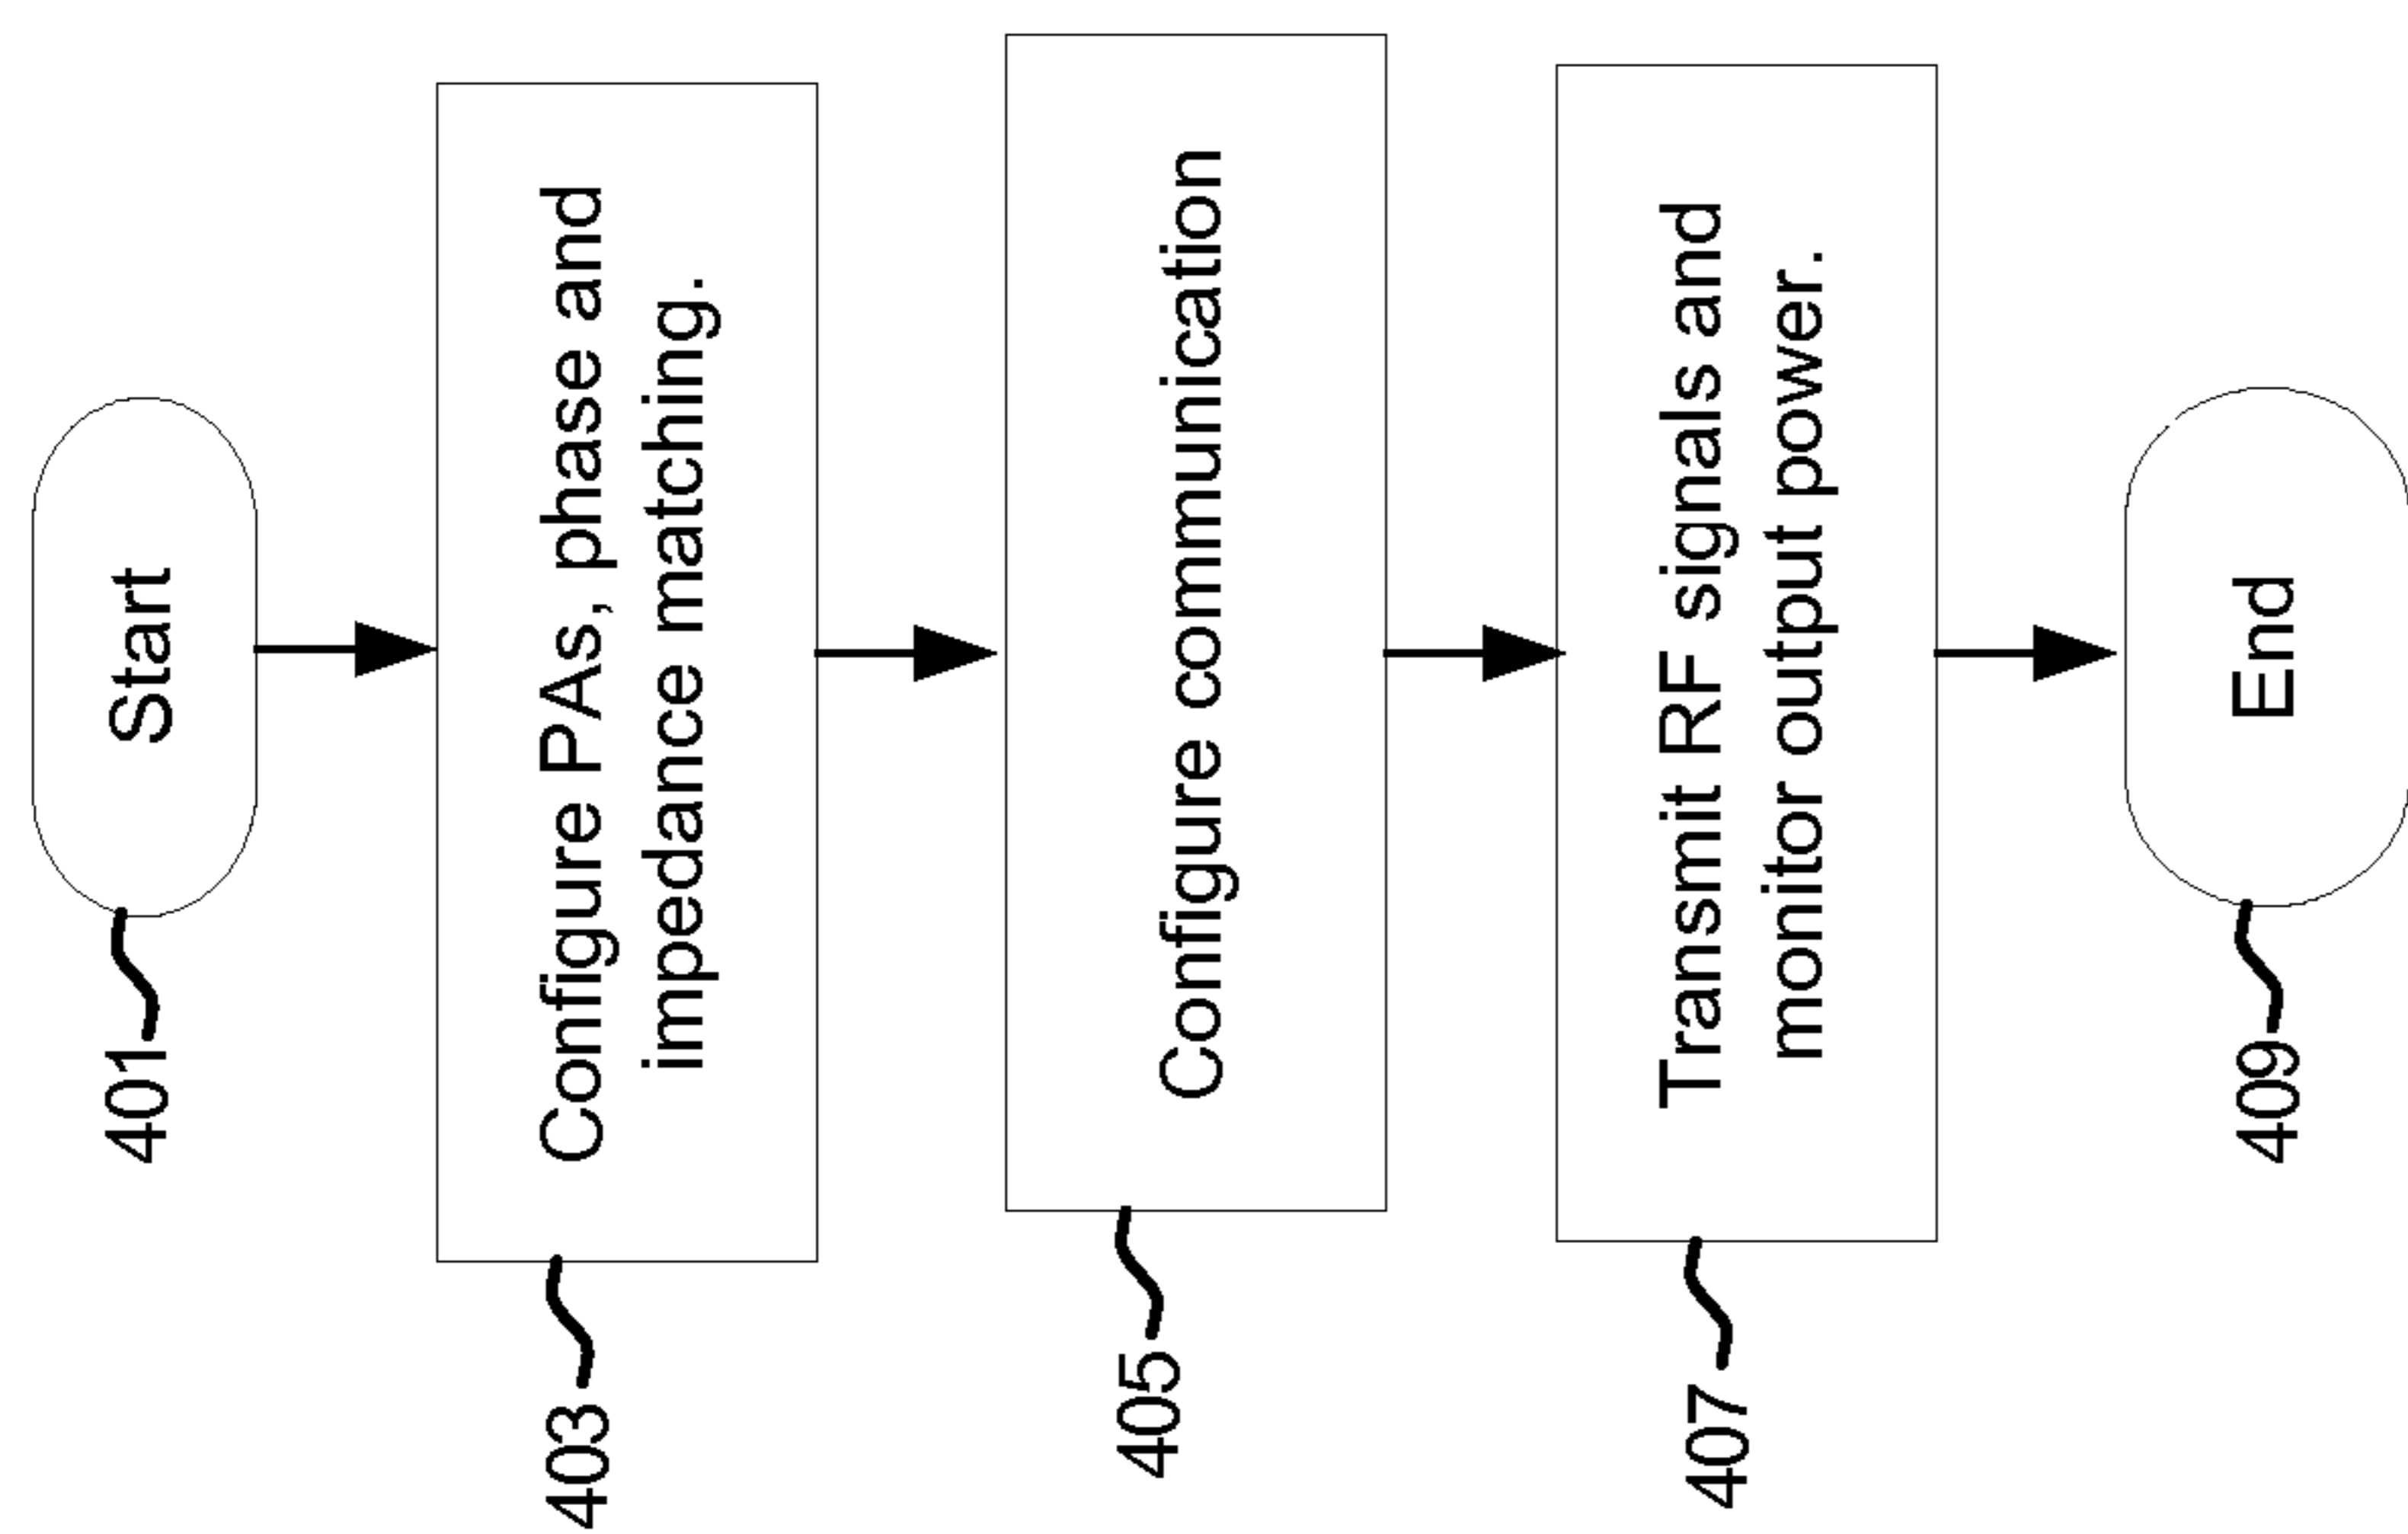 401
Start
403
Configure PAs, phase and
impedance matching.
405
Configure communication
407
Transmit RF signals and
monitor output power.
409
End